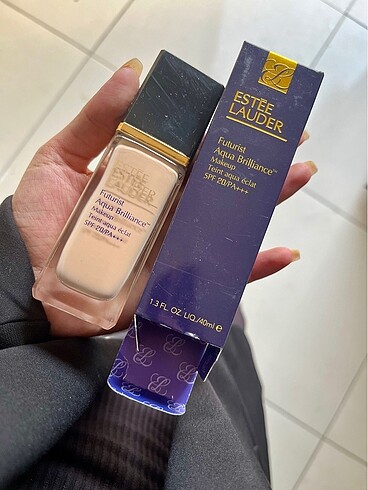 ESTĒE
LAUDER
Futurist
Aqua Brilliance™
Makeup
Teint aqua éclat
SPF 20/PA+++
ESTĒE
LAUDER
Futurist
Aqua Brilliance™
Makeup
Teint aqua éclat
SPF 20/PA+++
1.3 FL. OZ. LIQ./40ml e